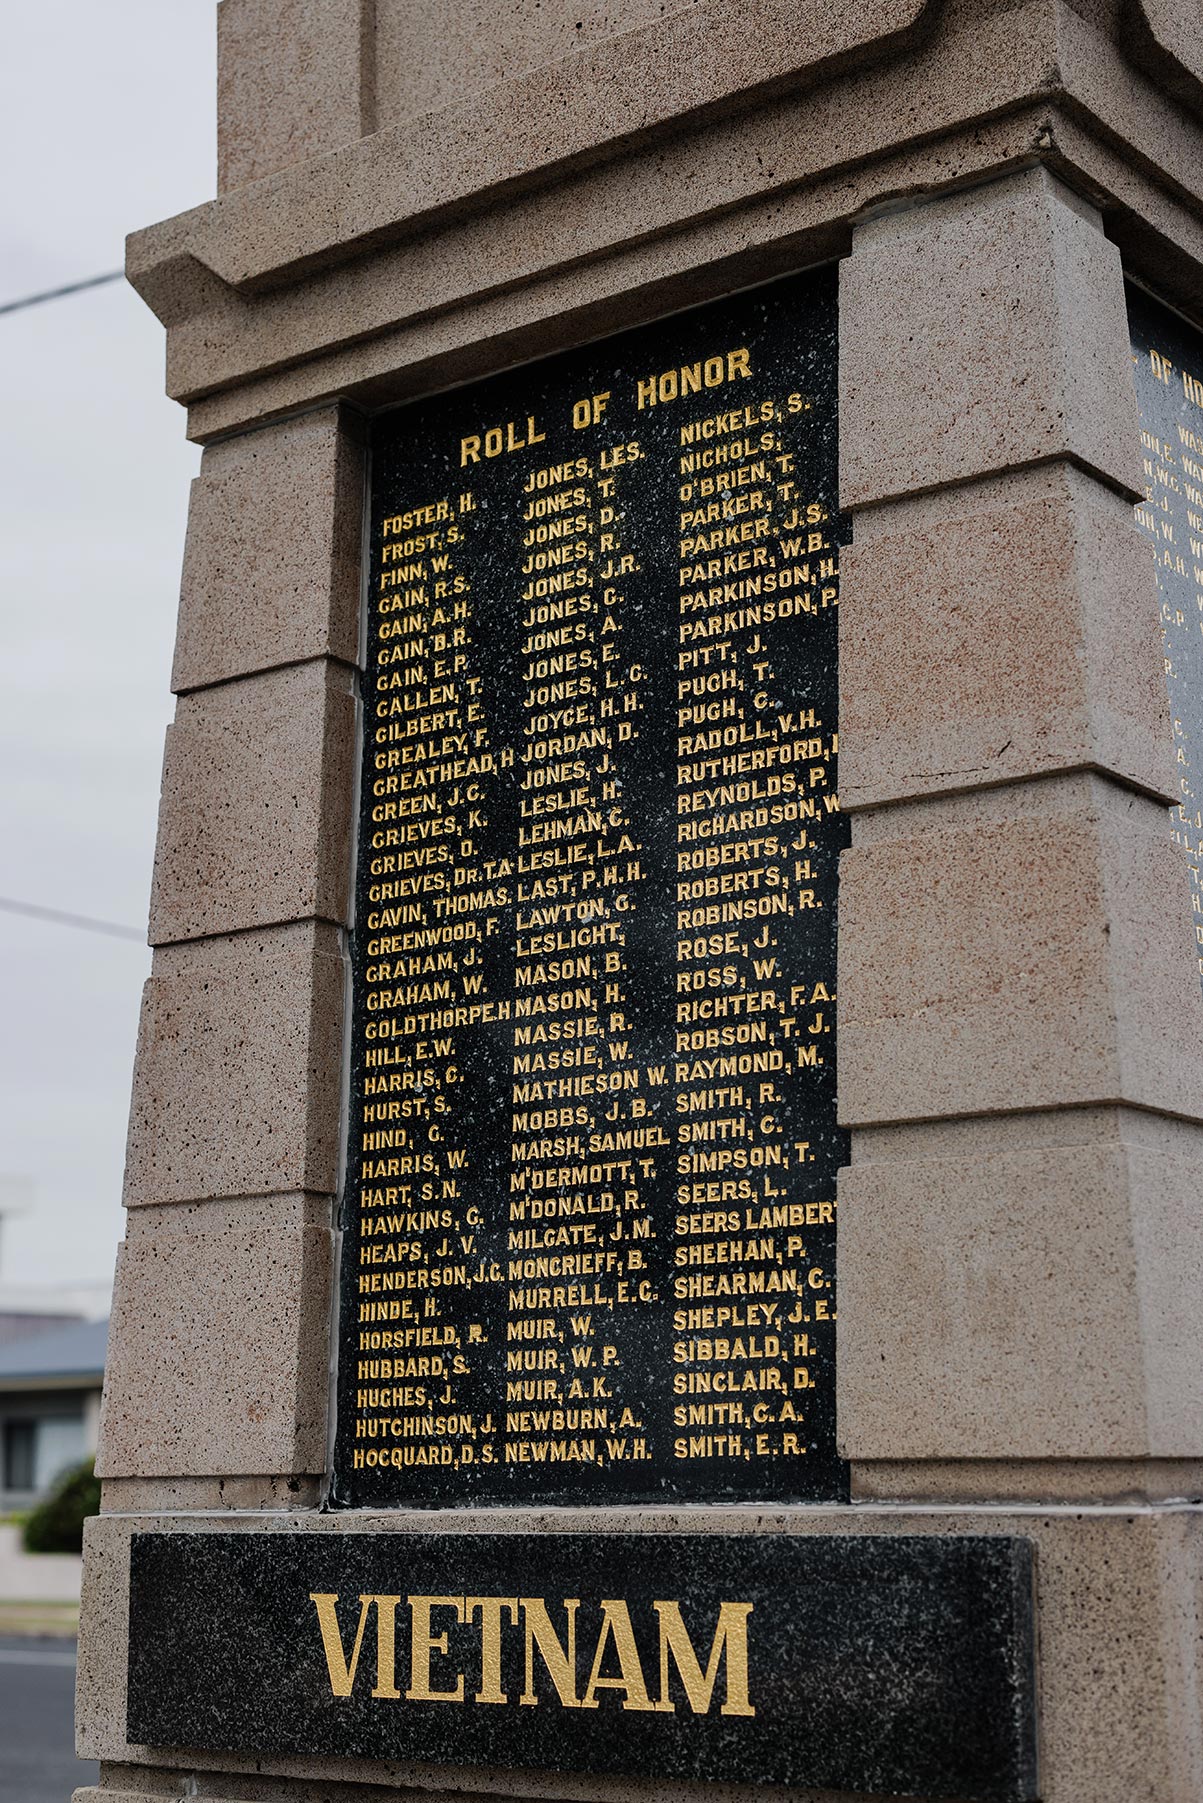 ROLL OF HONOR
FOSTER, H.
FROST, S.
FINN, W.
GAIN, R.S.
GAIN, A.H.
GAIN, B.R.
GAIN, E.P.
GALLEN, T.
GILBERT, E.
GREALEY, F.
GREATHEAD, H
GREEN, J.C.
GRIEVES, K.
GRIEVES, O.
GRIEVES, DR. T.A.
GAVIN, THOMAS.
GREENWOOD, F.
GRAHAM, J.
GRAHAM, W.
GOLDTHORPE.H
HILL, E.W.
HARRIS, C.
HURST, S.
HIND, G.
HARRIS, W.
HART, S.N.
HAWKINS, G.
HEAPS, J.V.
HENDERSON, J.C.
HINDE, H.
HORSFIELD, R.
HUBBARD, S.
HUGHES, J.
HUTCHINSON, J.
HOCQUARD, D.S.
JONES, LES.
JONES, T.
JONES, D.
JONES, R.
JONES, J.R.
JONES, C.
JONES, A.
JONES, E.
JONES, L.C.
JOYCE, H.H.
JORDAN, D.
JONES, J.
LESLIE, H.
LEHMAN, C.
LESLIE, L.A.
LAST, P.H.H.
LAWTON, G.
LESLIGHT,
MASON, B.
MASON, H.
MASSIE, R.
MASSIE, W.
MATHIESON W.
MOBBS, J.B.
MARSH, SAMUEL
McDERMOTT, T.
McDONALD, R.
MILGATE, J.M.
MONCRIEFF, B.
MURRELL, E.C.
MUIR, W.
MUIR, W.P.
MUIR, A.K.
NEWBURN, A.
NEWMAN, W.H.
NICKELS, S.
NICHOLS,
O'BRIEN, T.
PARKER, T.
PARKER, J.S.
PARKER, W.B.
PARKINSON, H.
PARKINSON, P.
PITT, J.
PUGH, T.
PUGH, C.
RADOLL, V.H.
RUTHERFORD,
REYNOLDS, P.
RICHARDSON, W
ROBERTS, J.
ROBERTS, H.
ROBINSON, R.
ROSE, J.
ROSS, W.
RICHTER, F.A.
ROBSON, T.J.
RAYMOND, M.
SMITH, R.
SMITH, C.
SIMPSON, T.
SEERS, L.
SEERS LAMBERT
SHEEHAN, P.
SHEARMAN, C.
SHEPLEY, J.E.
SIBBALD, H.
SINCLAIR, D.
SMITH, C.A.
SMITH, E.R.
VIETNAM